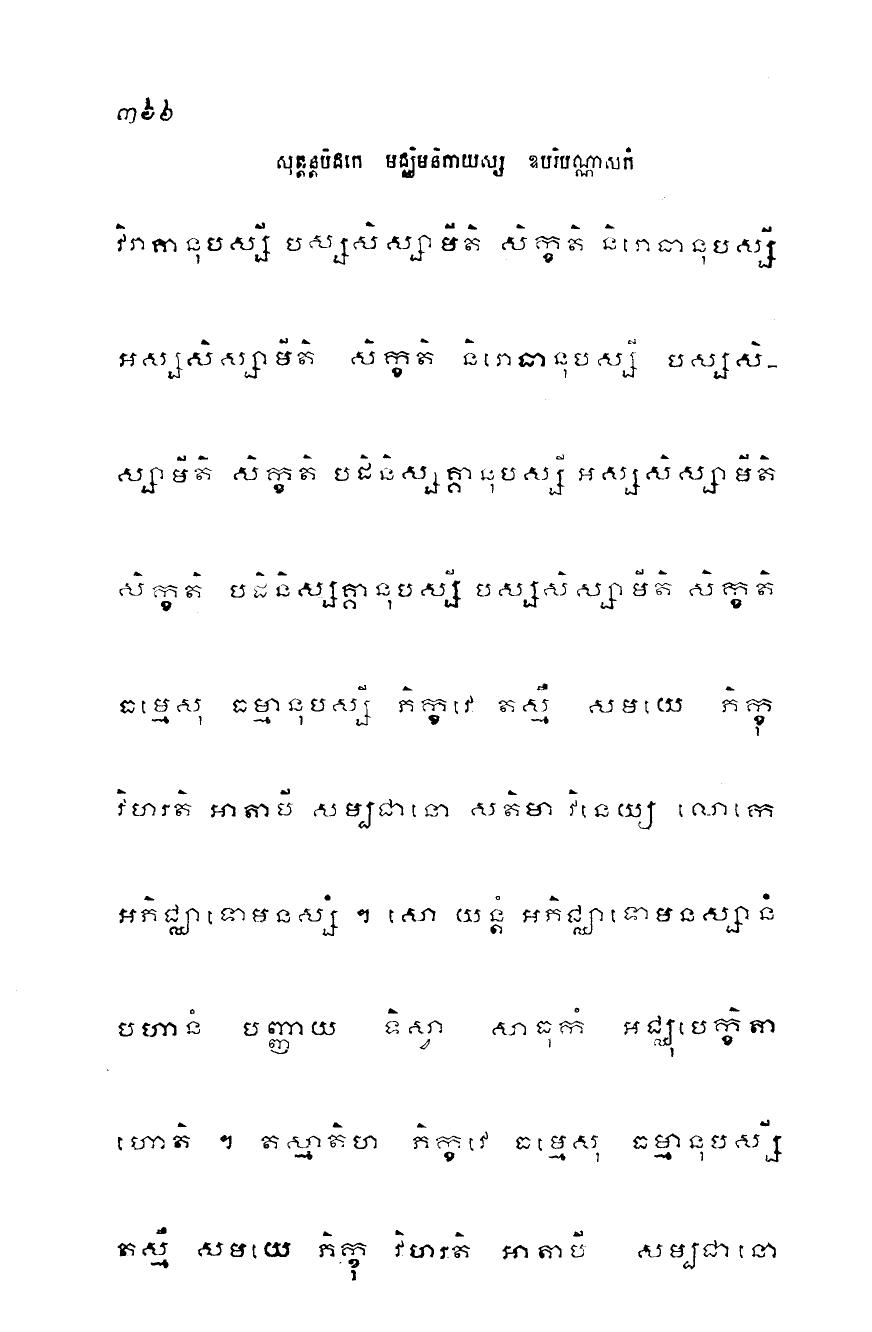 ៣៦៦
សុត្តន្តបិដកេ មជ្ឈិមនិកាយស្ស ឧបរិបណ្ណាសកំ
វិរាគានុបស្សី បស្សសិស្សាមីតិ សិក្ខតិ និរោធានុបស្សី
អស្សសិស្សាមីតិ សិក្ខតិ និរោធានុបស្សី បស្សសិ-
ស្សាមីតិ សិក្ខតិ បដិនិស្សគ្គានុបស្សី អស្សសិស្សាមីតិ
សិក្ខតិ បដិនិស្សគ្គានុបស្សី បស្សសិស្សាមីតិ សិក្ខតិ
ធម្មេសុ ធម្មានុបស្សី ភិក្ខវេ តស្មឹ សមយេ ភិក្ខុ
វិហរតិ អាតាបី សម្បជានោ សតិមា វិនេយ្យ លោកេ
អភិជ្ឈាទោមនស្សំ ។ សោ យន្តំ អភិជ្ឈាទោមនស្សានំ
បហានំ បញ្ញាយ ទិស្វា សាធុកំ អជ្ឈុបេក្ខិតា
ហោតិ ។ តស្មាតិហ ភិក្ខវេ ធម្មេសុ ធម្មានុបស្សី
តស្មឹ សមយេ ភិក្ខុ វិហរតិ អាតាបី សម្បជានោ